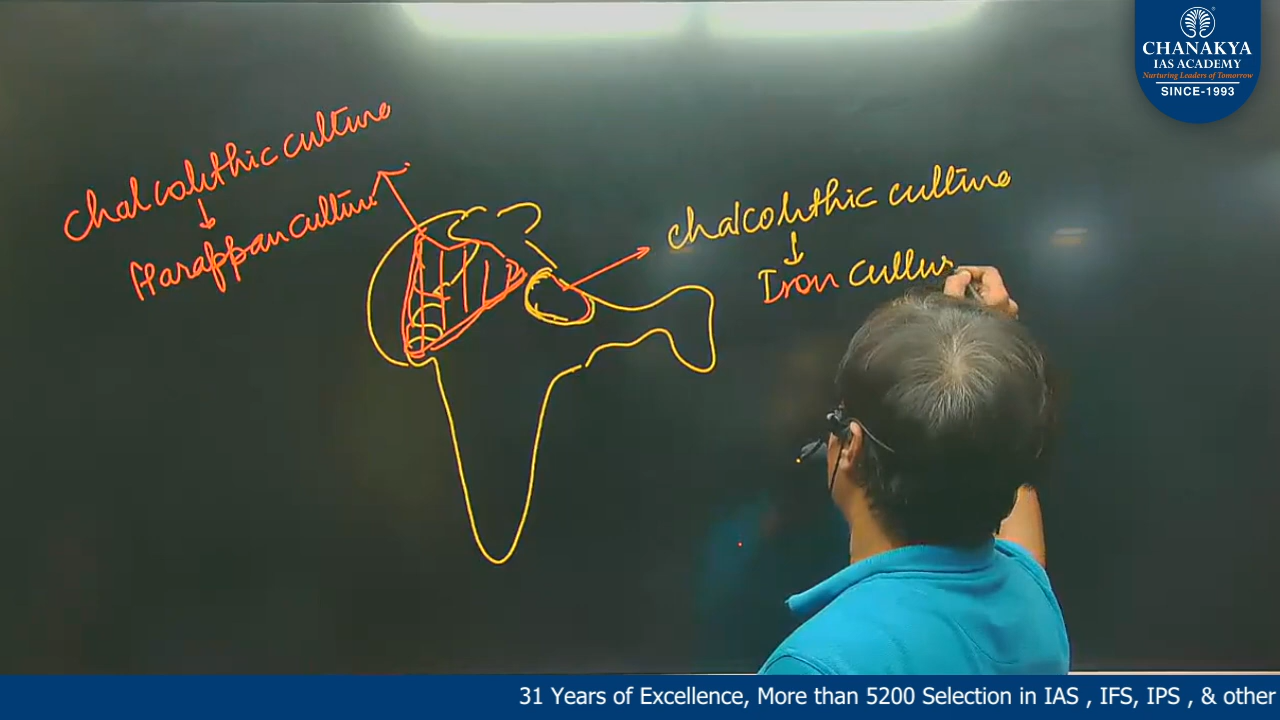 CHANAKYA
IAS ACADEMY
Nurturing Leaders of Tomorrow
SINCE-1993
Chalcolithic culture
↓
Harappan culture
Chalcolithic culture
↓
Iron Cultur
31 Years of Excellence, More than 5200 Selection in IAS , IFS, IPS , & other